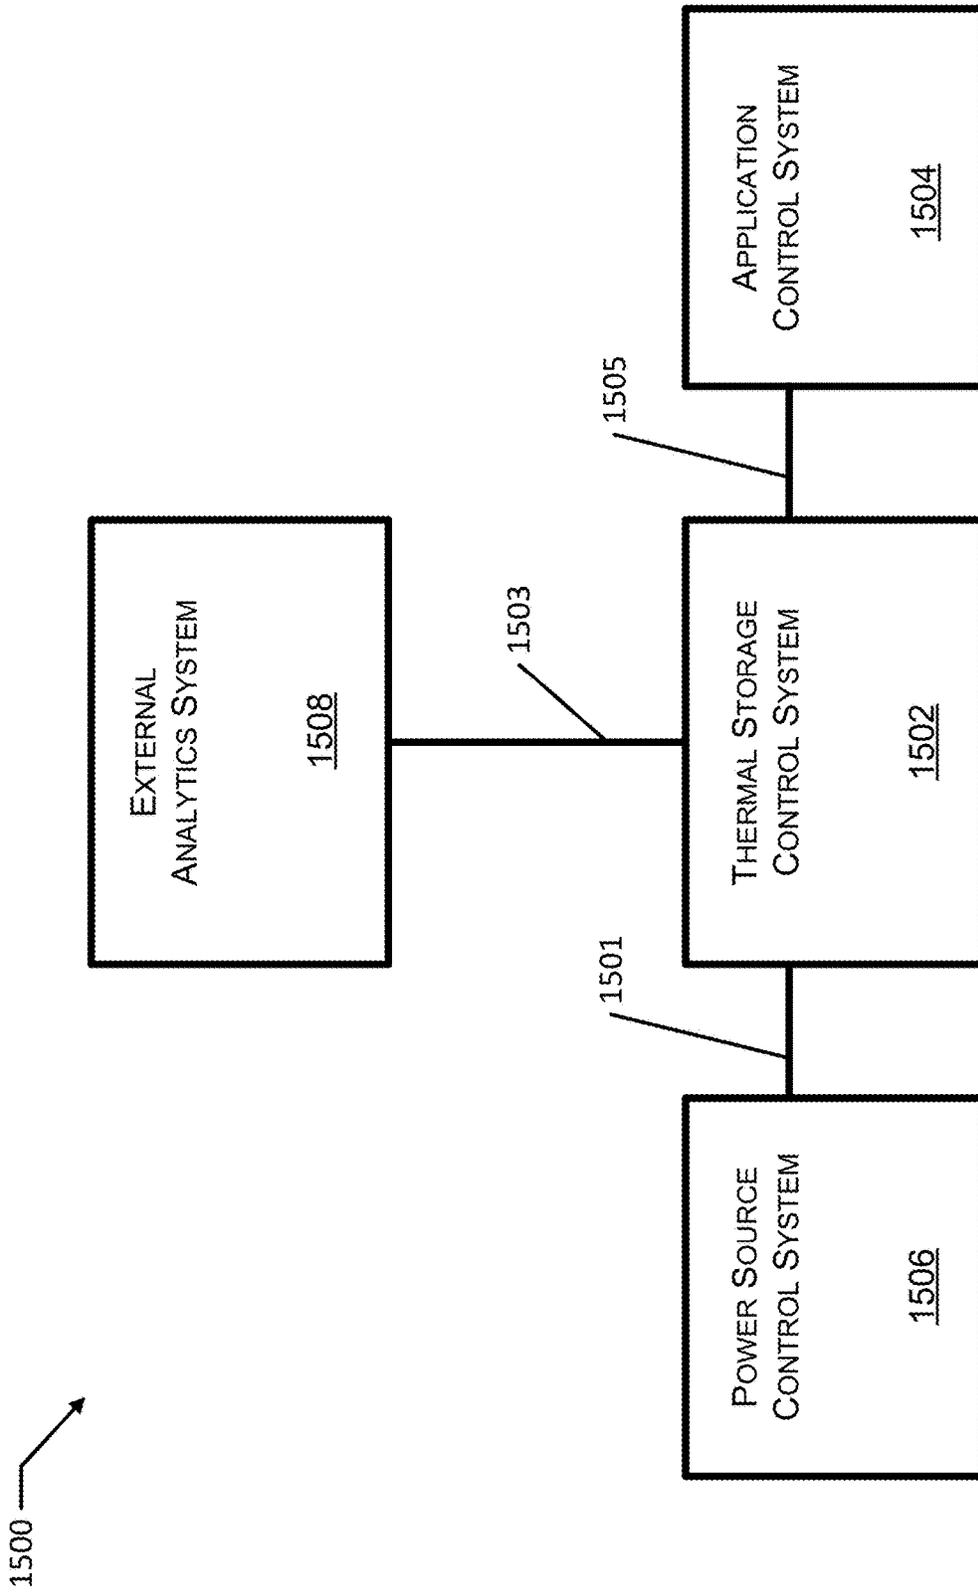 1500
EXTERNAL
ANALYTICS SYSTEM
1508
1503
1501
1505
POWER SOURCE
CONTROL SYSTEM
1506
THERMAL STORAGE
CONTROL SYSTEM
1502
APPLICATION
CONTROL SYSTEM
1504